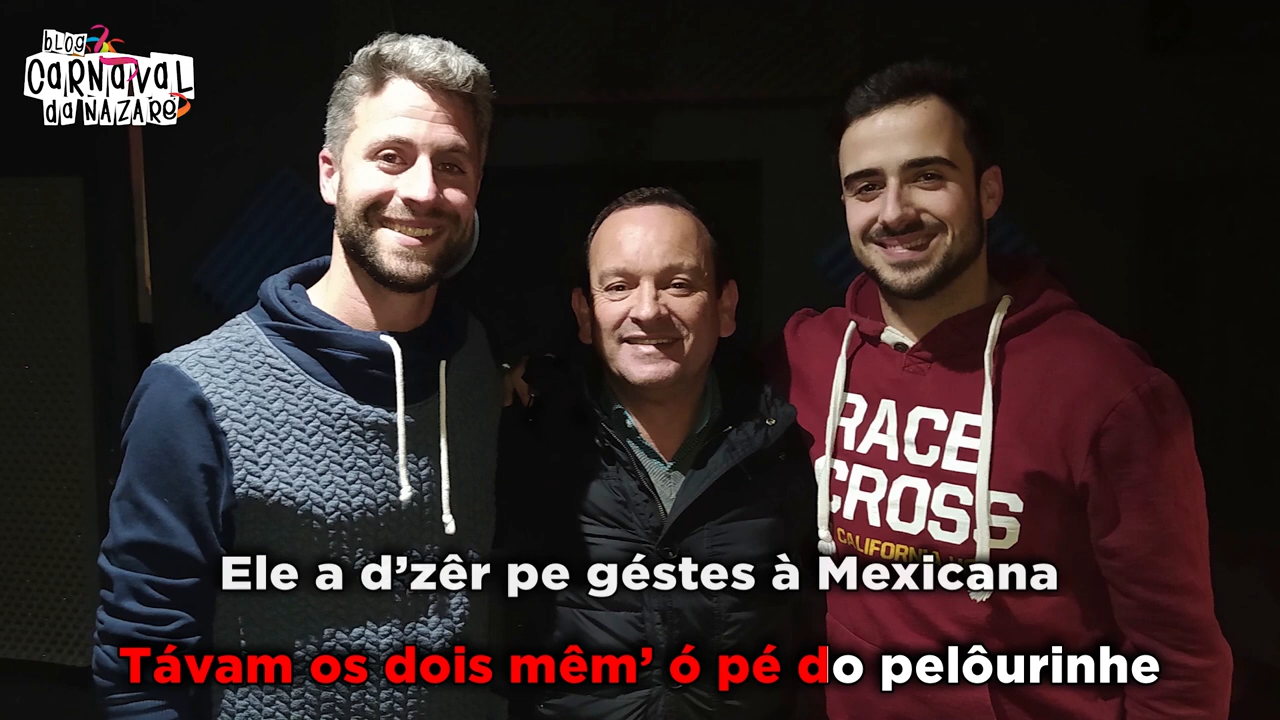 BLOG
CARNAVAL
da NAZARÉ
RACE
CROSS
CALIFORNIA
Ele a d’zêr pe géstes à Mexicana
Távam os dois mêm’ ó pé do pelôurinhe